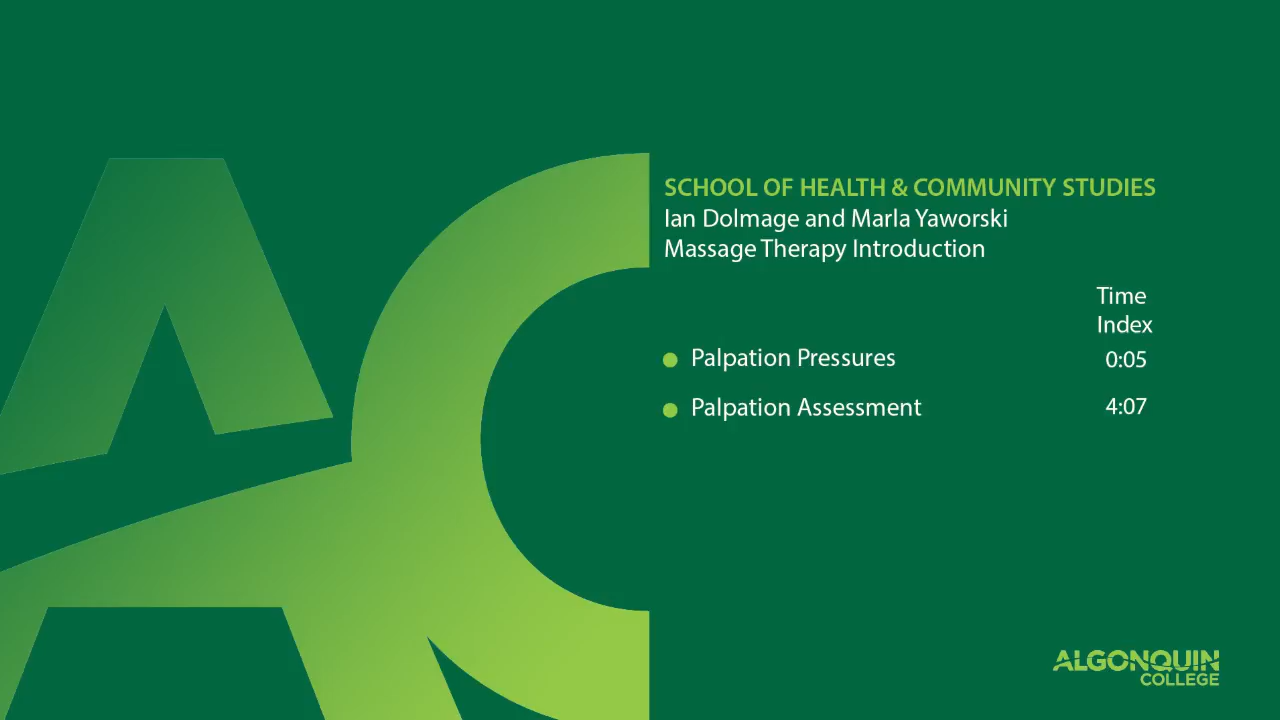 SCHOOL OF HEALTH & COMMUNITY STUDIES
Ian Dolmage and Marla Yaworski
Massage Therapy Introduction
Time
Index
Palpation Pressures 0:05
Palpation Assessment 4:07
ALGONQUIN
COLLEGE